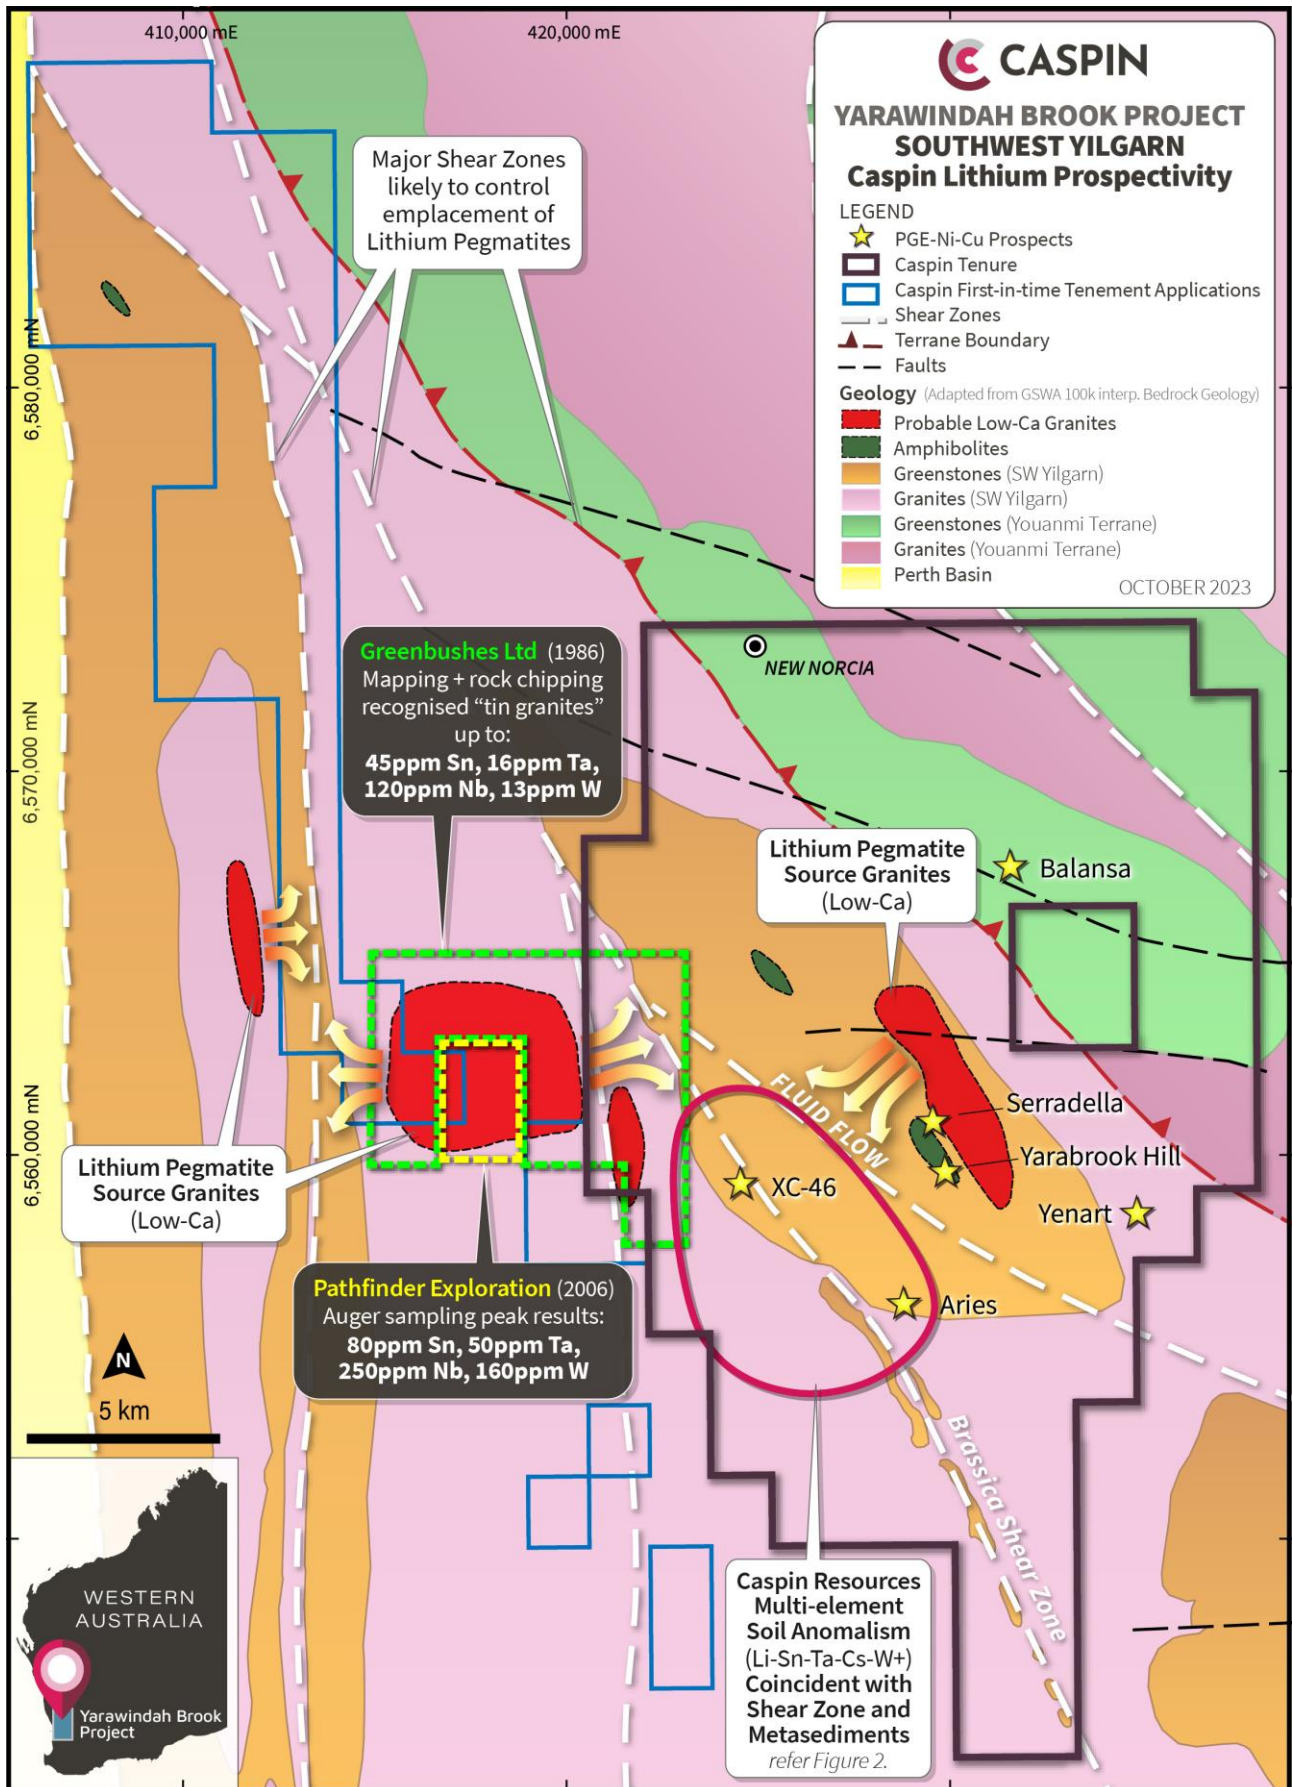 410,000 mE
420,000 mE
CASPIN
YARAWINDAH BROOK PROJECT
SOUTHWEST YILGARN
Caspin Lithium Prospectivity
LEGEND
PGE-Ni-Cu Prospects
Caspin Tenure
Caspin First-in-time Tenement Applications
Shear Zones
Terrane Boundary
Faults
Geology (Adapted from GSWA 100k interp. Bedrock Geology)
Probable Low-Ca Granites
Amphibolites
Greenstones (SW Yilgarn)
Granites (SW Yilgarn)
Greenstones (Youanmi Terrane)
Granites (Youanmi Terrane)
Perth Basin
OCTOBER 2023
Major Shear Zones
likely to control
emplacement of
Lithium Pegmatites
6,580,000 mN
Greenbushes Ltd (1986)
Mapping + rock chipping
recognised “tin granites”
up to:
45ppm Sn, 16ppm Ta,
120ppm Nb, 13ppm W
NEW NORCIA
6,570,000 mN
Lithium Pegmatite
Source Granites
(Low-Ca)
Balansa
6,560,000 mN
FLUID FLOW
Serradella
Yarabrook Hill
XC-46
Yenart
Aries
Lithium Pegmatite
Source Granites
(Low-Ca)
Pathfinder Exploration (2006)
Auger sampling peak results:
80ppm Sn, 50ppm Ta,
250ppm Nb, 160ppm W
N
5 km
Brassica Shear Zone
WESTERN
AUSTRALIA
Yarawindah Brook
Project
Caspin Resources
Multi-element
Soil Anomalism
(Li-Sn-Ta-Cs-W+)
Coincident with
Shear Zone and
Metasediments
refer Figure 2.